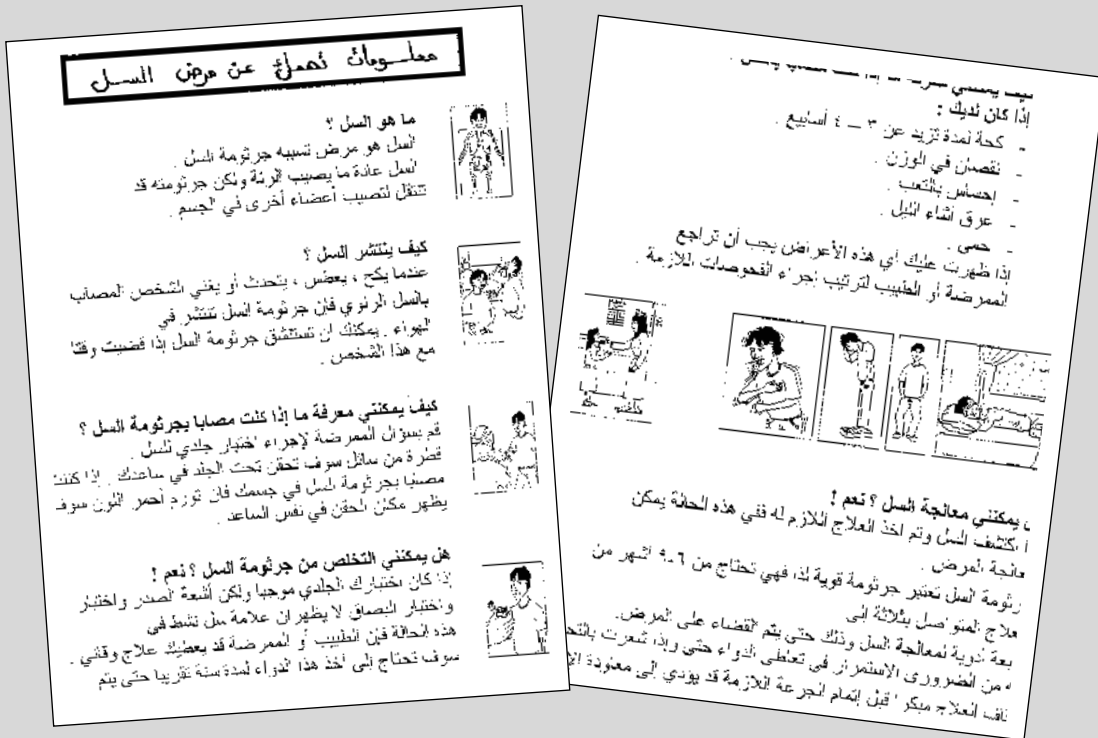 معلومات تهمك عن مرض السل
ما هو السل ؟
السل هو مرض تسببه جرثومة السل .
السل عادة ما يصيب الرئة ولكن جرثومته قد
تنتقل لتصيب أعضاء أخرى في الجسم .
كيف ينتشر السل ؟
عندما يكح ، يعطس ، يتحدث أو يغني الشخص المصاب
بالسل الرئوي فان جرثومة السل تنتشر في
الهواء . يمكنك ان تستنشق جرثومة السل إذا قضيت وقتا
مع هذا الشخص .
كيف يمكنني معرفة ما إذا كنت مصابا بجرثومة السل ؟
قم بسؤال الممرضة لإجراء اختبار جلدي للسل .
قطرة من سائل سوف تحقن تحت الجلد في ساعدك . إذا كنت
مصابا بجرثومة السل في جسمك فان تورم أحمر اللون سوف
يظهر مكان الحقن في نفس الساعد .
هل يمكنني التخلص من جرثومة السل ؟ نعم !
إذا كان اختبارك الجلدي موجبا ولكن أشعة الصدر واختبار
واختبار البصاق لا يظهران علامة سل نشط في
هذه الحالة فإن الطبيب أو الممرضة قد يعطيك علاج وقائي .
سوف تحتاج إلى أخذ هذا الدواء لمدة سنة تقريبا حتى يتم
إذا كان لديك :
- كحة لمدة تزيد عن ٣ – ٤ أسابيع .
- نقصان في الوزن .
- إحساس بالتعب .
- عرق أثناء الليل .
- حمى .
إذا ظهرت عليك أي هذه الأعراض يجب أن تراجع
الممرضة أو الطبيب لترتيب إجراء الفحوصات اللازمة .
يمكنني معالجة السل ؟ نعم !
اكتشف السل وتم اخذ العلاج اللازم له ففي هذه الحالة يمكن
المرض .
السل تعتبر جرثومة قوية لذا فهي تحتاج من ٦-٩ أشهر من
المتواصل بثلاثة إلى
أدوية لمعالجة السل وذلك حتى يتم القضاء على المرض.
من الضروري الاستمرار في تعاطي الدواء حتى وإذا شعرت
العلاج مبكرا قبل إتمام الجرعة اللازمة قد يؤدي إلى معاودة